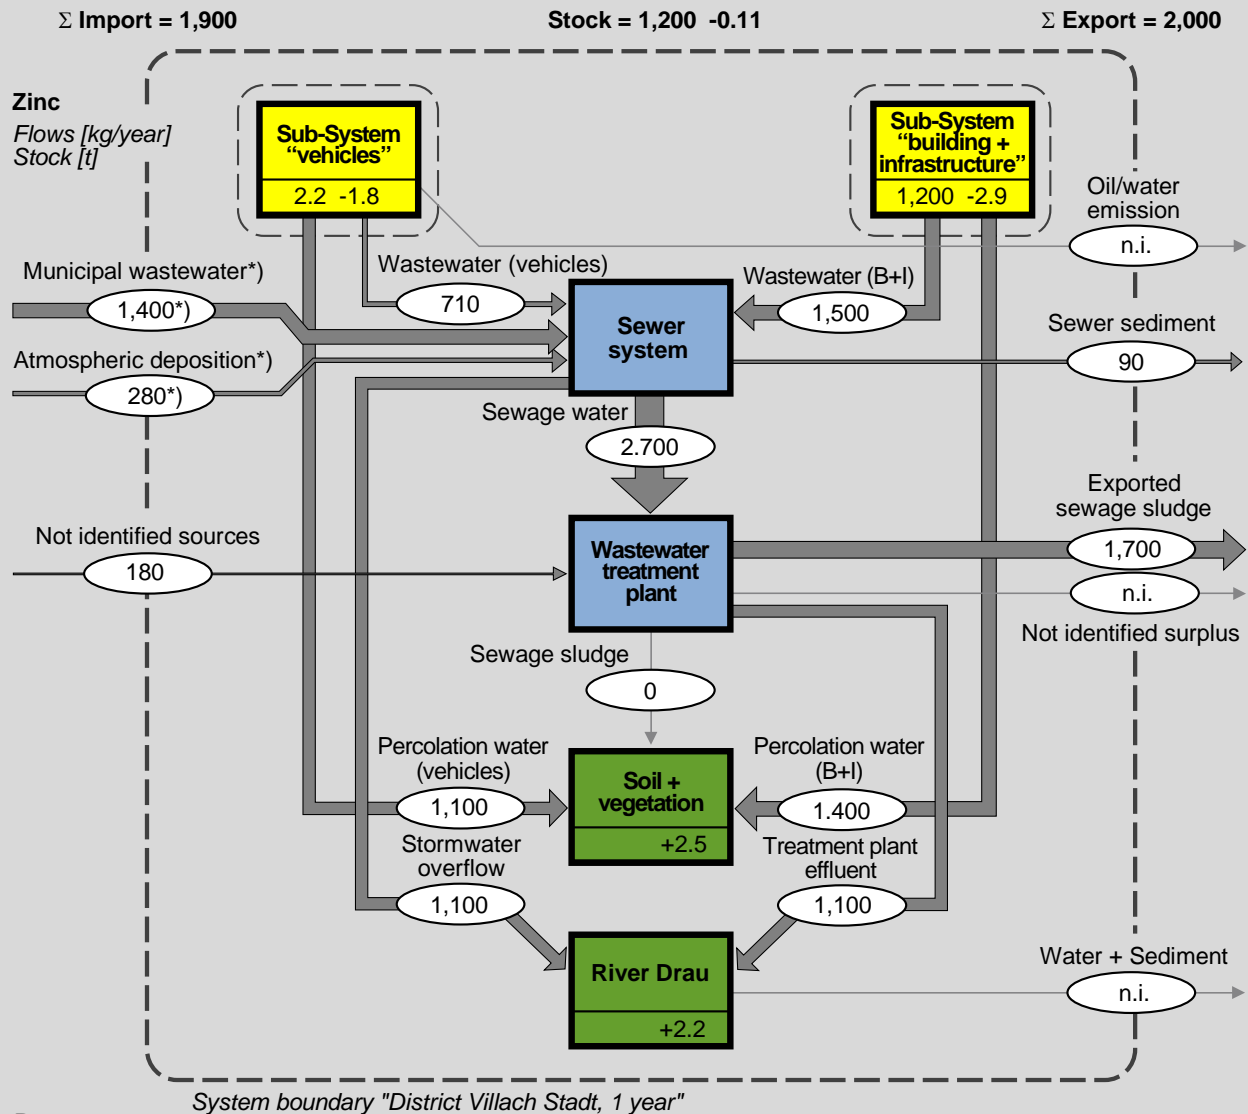 Σ Import = 1,900
Stock = 1,200 -0.11
Σ Export = 2,000
Zinc
Flows [kg/year]
Stock [t]
Sub-System
"vehicles"
2.2 -1.8
Sub-System
"building +
infrastructure"
1,200 -2.9
Oil/water
emission
n.i.
Municipal wastewater*)
1,400*)
Wastewater (vehicles)
710
Wastewater (B+I)
1,500
Sewer
system
Sewer sediment
90
Atmospheric deposition*)
280*)
Sewage water
2.700
Exported
sewage sludge
1,700
Not identified sources
180
Wastewater
treatment
plant
n.i.
Not identified surplus
Sewage sludge
0
Percolation water
(vehicles)
1,100
Soil +
vegetation
+2.5
Percolation water
(B+I)
1.400
Stormwater
overflow
1,100
Treatment plant
effluent
1,100
River Drau
+2.2
Water + Sediment
n.i.
System boundary "District Villach Stadt, 1 year"